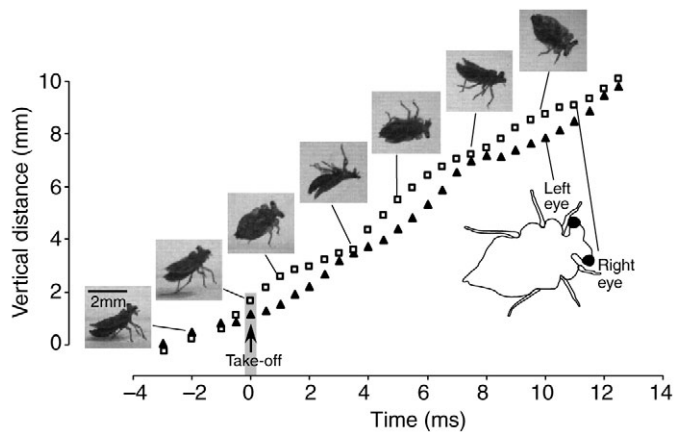 10
8
6
4
2
0
Vertical distance (mm)
2mm
Take-off
Left
eye
Right
eye
−4 −2 0 2 4 6 8 10 12 14
Time (ms)